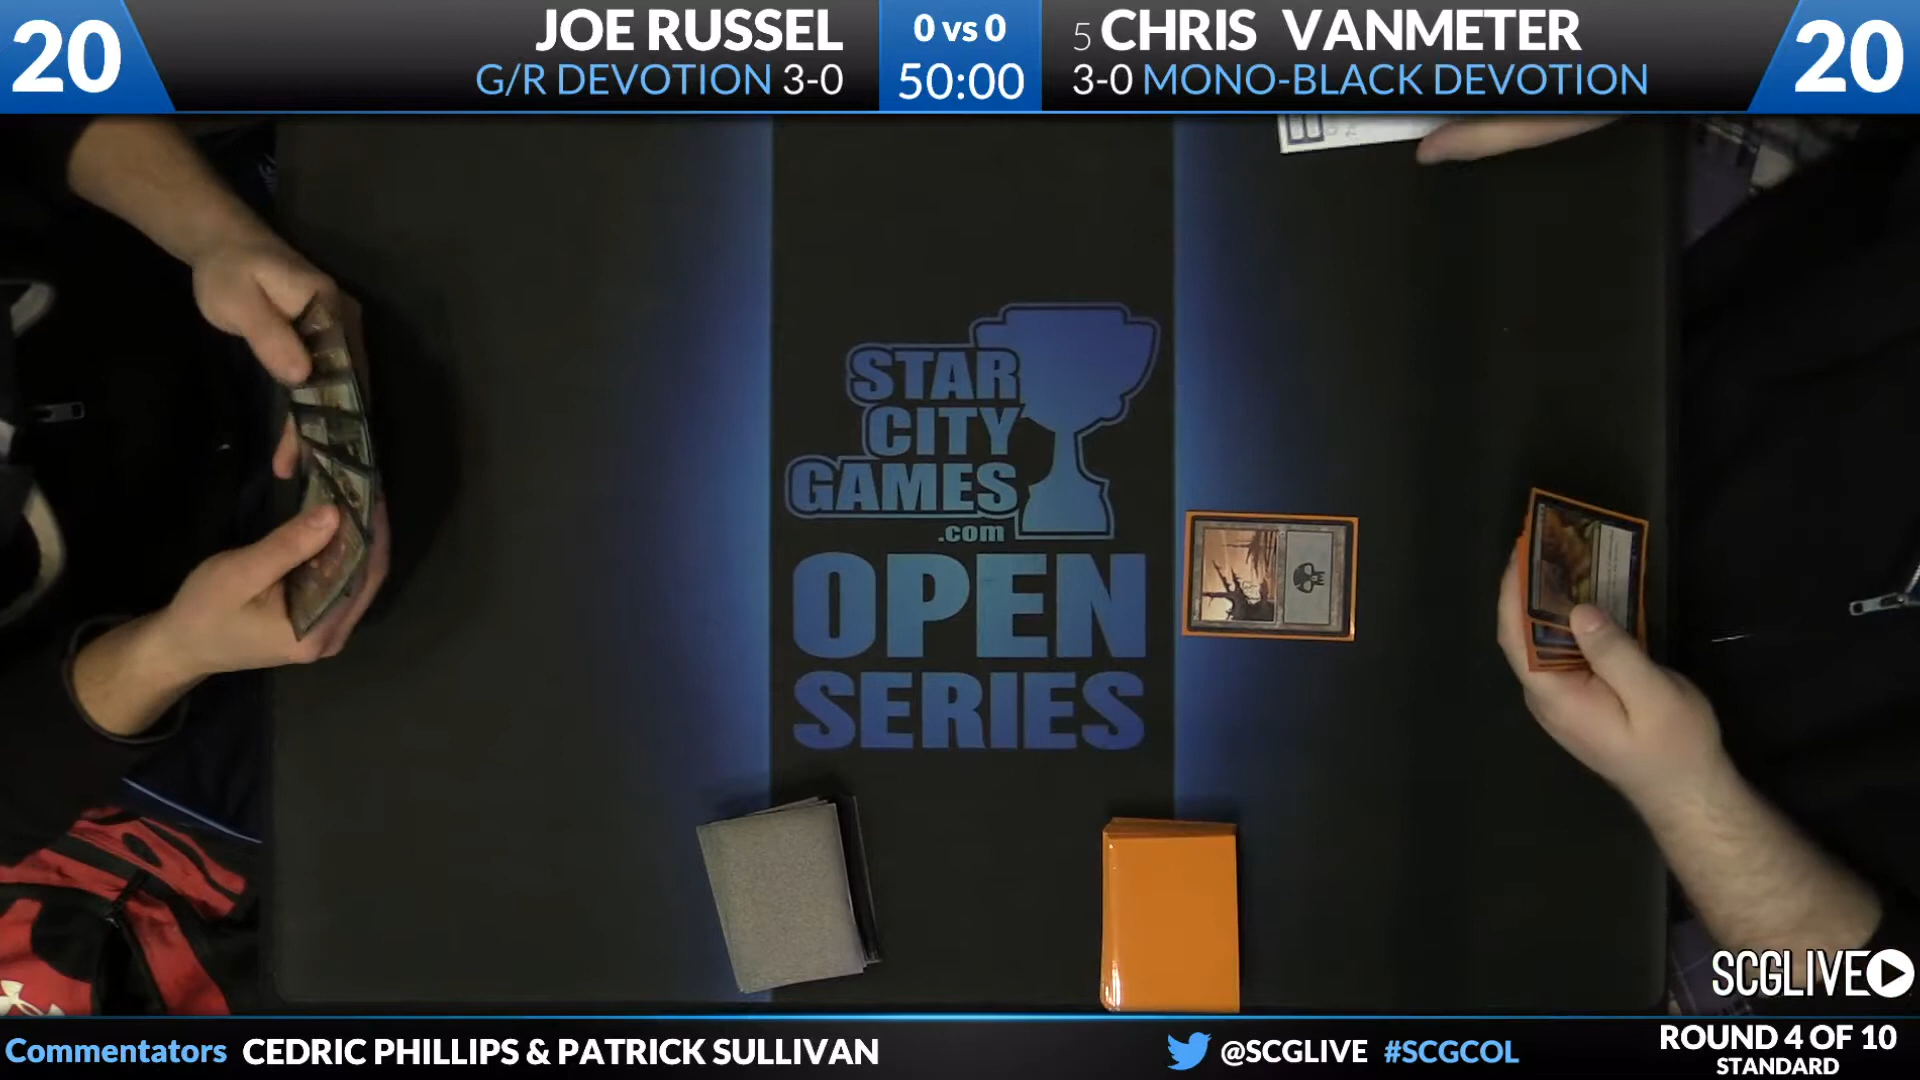 20
JOE RUSSEL
G/R DEVOTION 3-0
0 vs 0
50:00
5 CHRIS VANMETER
3-0 MONO-BLACK DEVOTION
20
STAR
CITY
GAMES
.com
OPEN
SERIES
SCGLIVE
Commentators CEDRIC PHILLIPS & PATRICK SULLIVAN
@SCGLIVE #SCGCOL
ROUND 4 OF 10
STANDARD